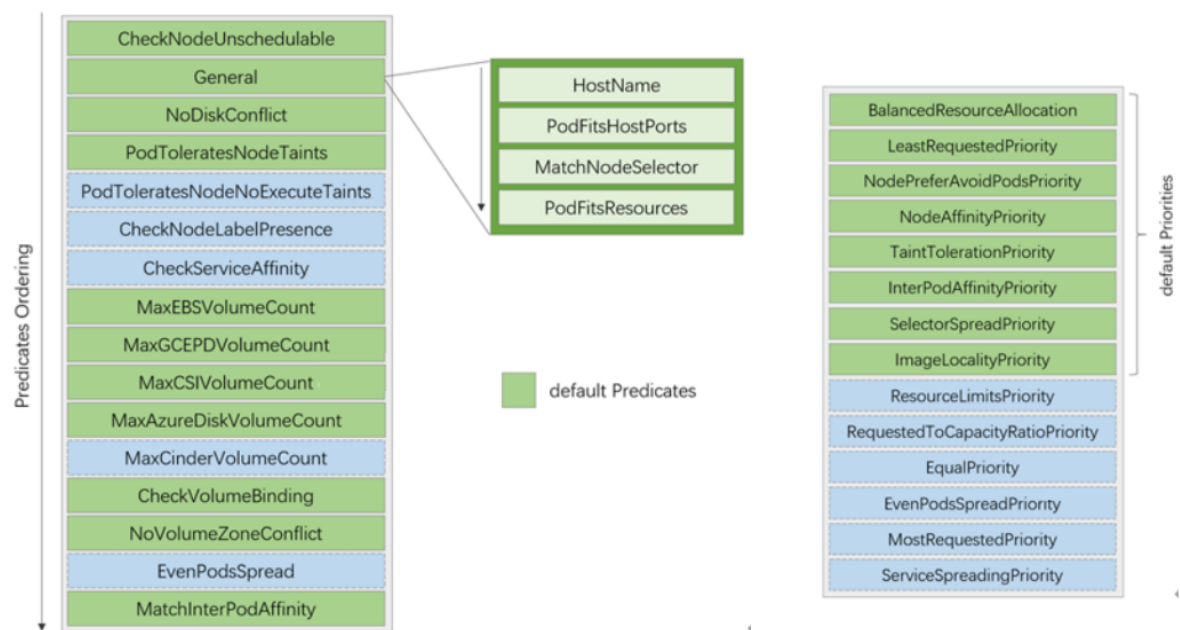 Predicates Ordering
CheckNodeUnschedulable
General
NoDiskConflict
PodToleratesNodeTaints
PodToleratesNodeNoExecuteTaints
CheckNodeLabelPresence
CheckServiceAffinity
MaxEBSVolumeCount
MaxGCEPDVolumeCount
MaxCSIVolumeCount
MaxAzureDiskVolumeCount
MaxCinderVolumeCount
CheckVolumeBinding
NoVolumeZoneConflict
EvenPodsSpread
MatchInterPodAffinity
HostName
PodFitsHostPorts
MatchNodeSelector
PodFitsResources
default Predicates
BalancedResourceAllocation
LeastRequestedPriority
NodePreferAvoidPodsPriority
NodeAffinityPriority
TaintTolerationPriority
InterPodAffinityPriority
SelectorSpreadPriority
ImageLocalityPriority
ResourceLimitsPriority
RequestedToCapacityRatioPriority
EqualPriority
EvenPodsSpreadPriority
MostRequestedPriority
ServiceSpreadingPriority
default Priorities